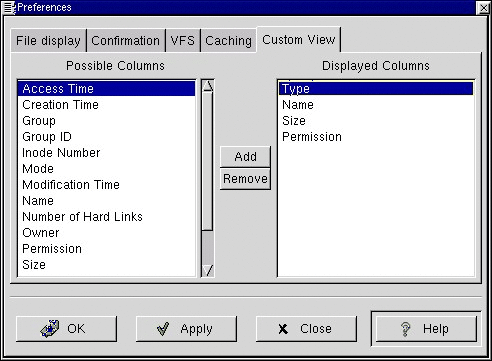 Preferences
File display Confirmation VFS Caching Custom View
Possible Columns
Access Time
Creation Time
Group
Group ID
Inode Number
Mode
Modification Time
Name
Number of Hard Links
Owner
Permission
Size
Add
Remove
Displayed Columns
Type
Name
Size
Permission
OK Apply Close Help